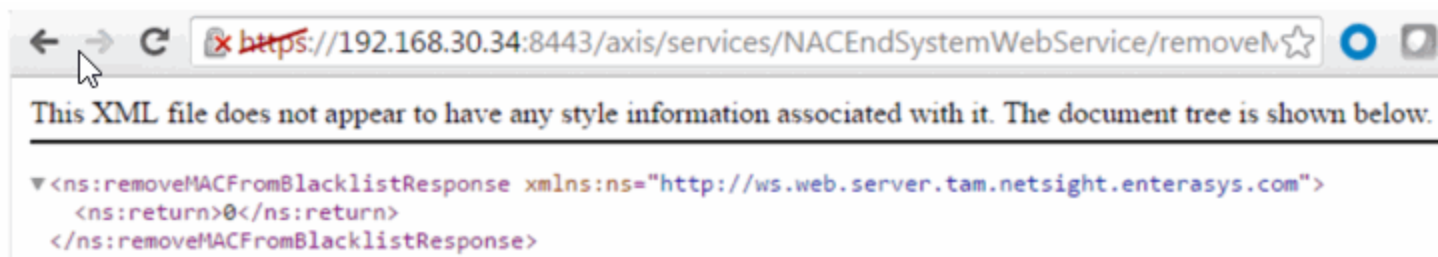 https://192.168.30.34:8443/axis/services/NACEndSystemWebService/removeM
This XML file does not appear to have any style information associated with it. The document tree is shown below.
▼<ns:removeMACFromBlacklistResponse xmlns:ns="http://ws.web.server.tam.netsight.enterasys.com">
<ns:return>0</ns:return>
</ns:removeMACFromBlacklistResponse>